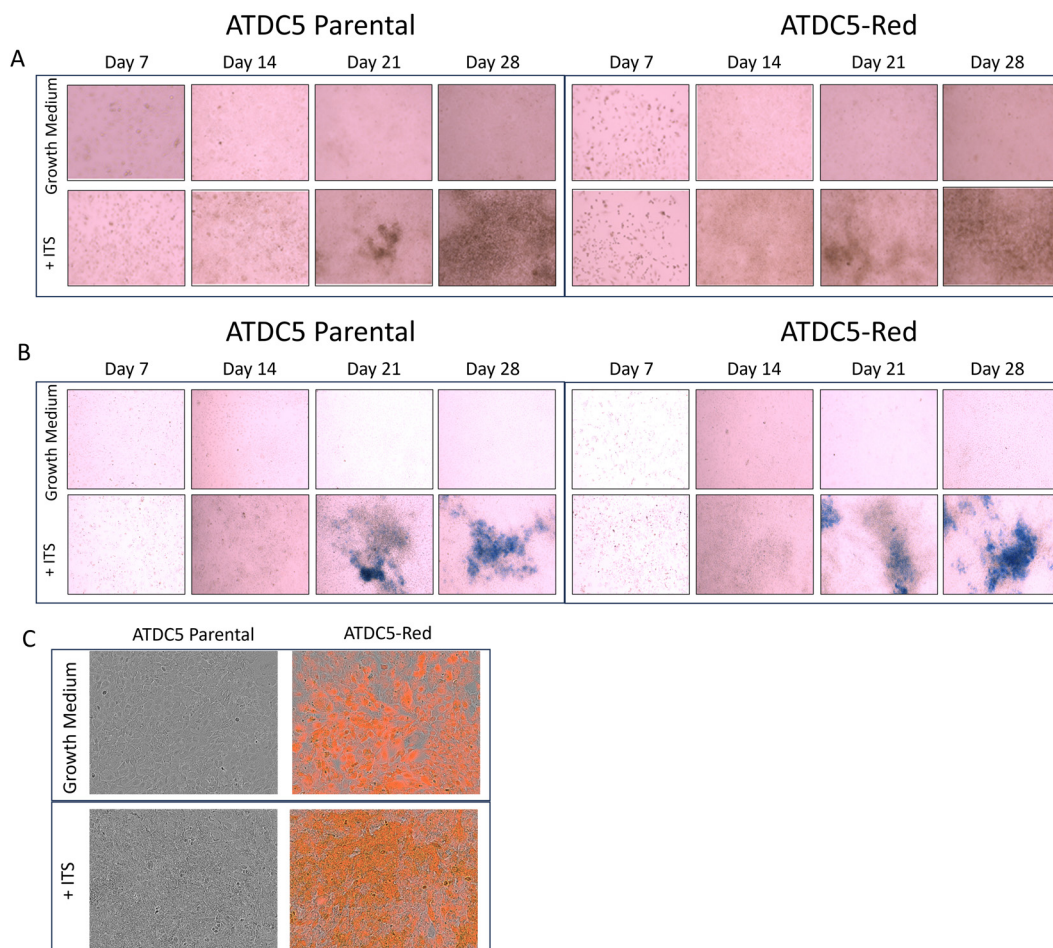 ATDC5 Parental ATDC5-Red
A
Day 7 Day 14 Day 21 Day 28 Day 7 Day 14 Day 21 Day 28
Growth Medium
+ ITS
ATDC5 Parental ATDC5-Red
B
Day 7 Day 14 Day 21 Day 28 Day 7 Day 14 Day 21 Day 28
Growth Medium
+ ITS
C
ATDC5 Parental ATDC5-Red
Growth Medium
+ ITS